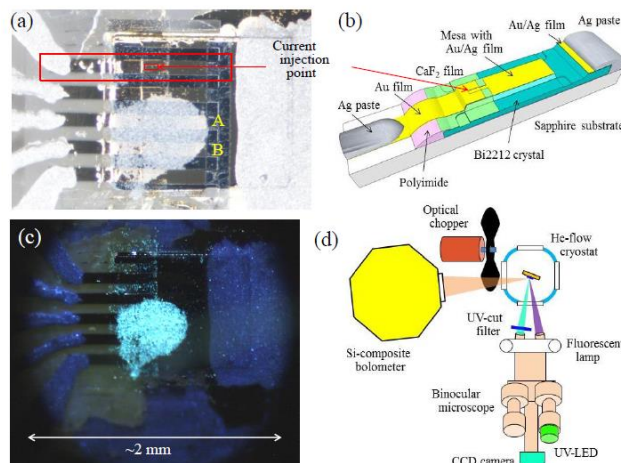 (a)
Current
injection
point
A
B
(b)
Mesa with
Au/Ag film
Au/Ag film
Ag paste
CaF₂ film
Au film
Ag paste
Sapphire substrate
Bi2212 crystal
Polyimide
(c)
~2 mm
(d)
Optical
chopper
He-flow
cryostat
UV-cut
filter
Si-composite
bolometer
Fluorescent
lamp
Binocular
microscope
UV-LED
CCD camera